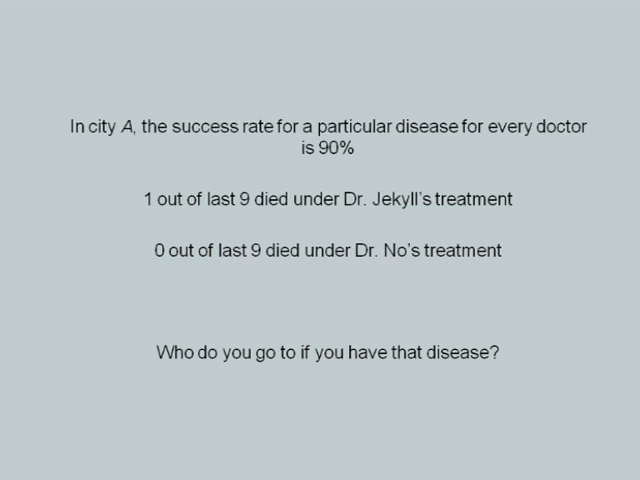 In city A, the success rate for a particular disease for every doctor
is 90%
1 out of last 9 died under Dr. Jekyll's treatment
0 out of last 9 died under Dr. No's treatment
Who do you go to if you have that disease?